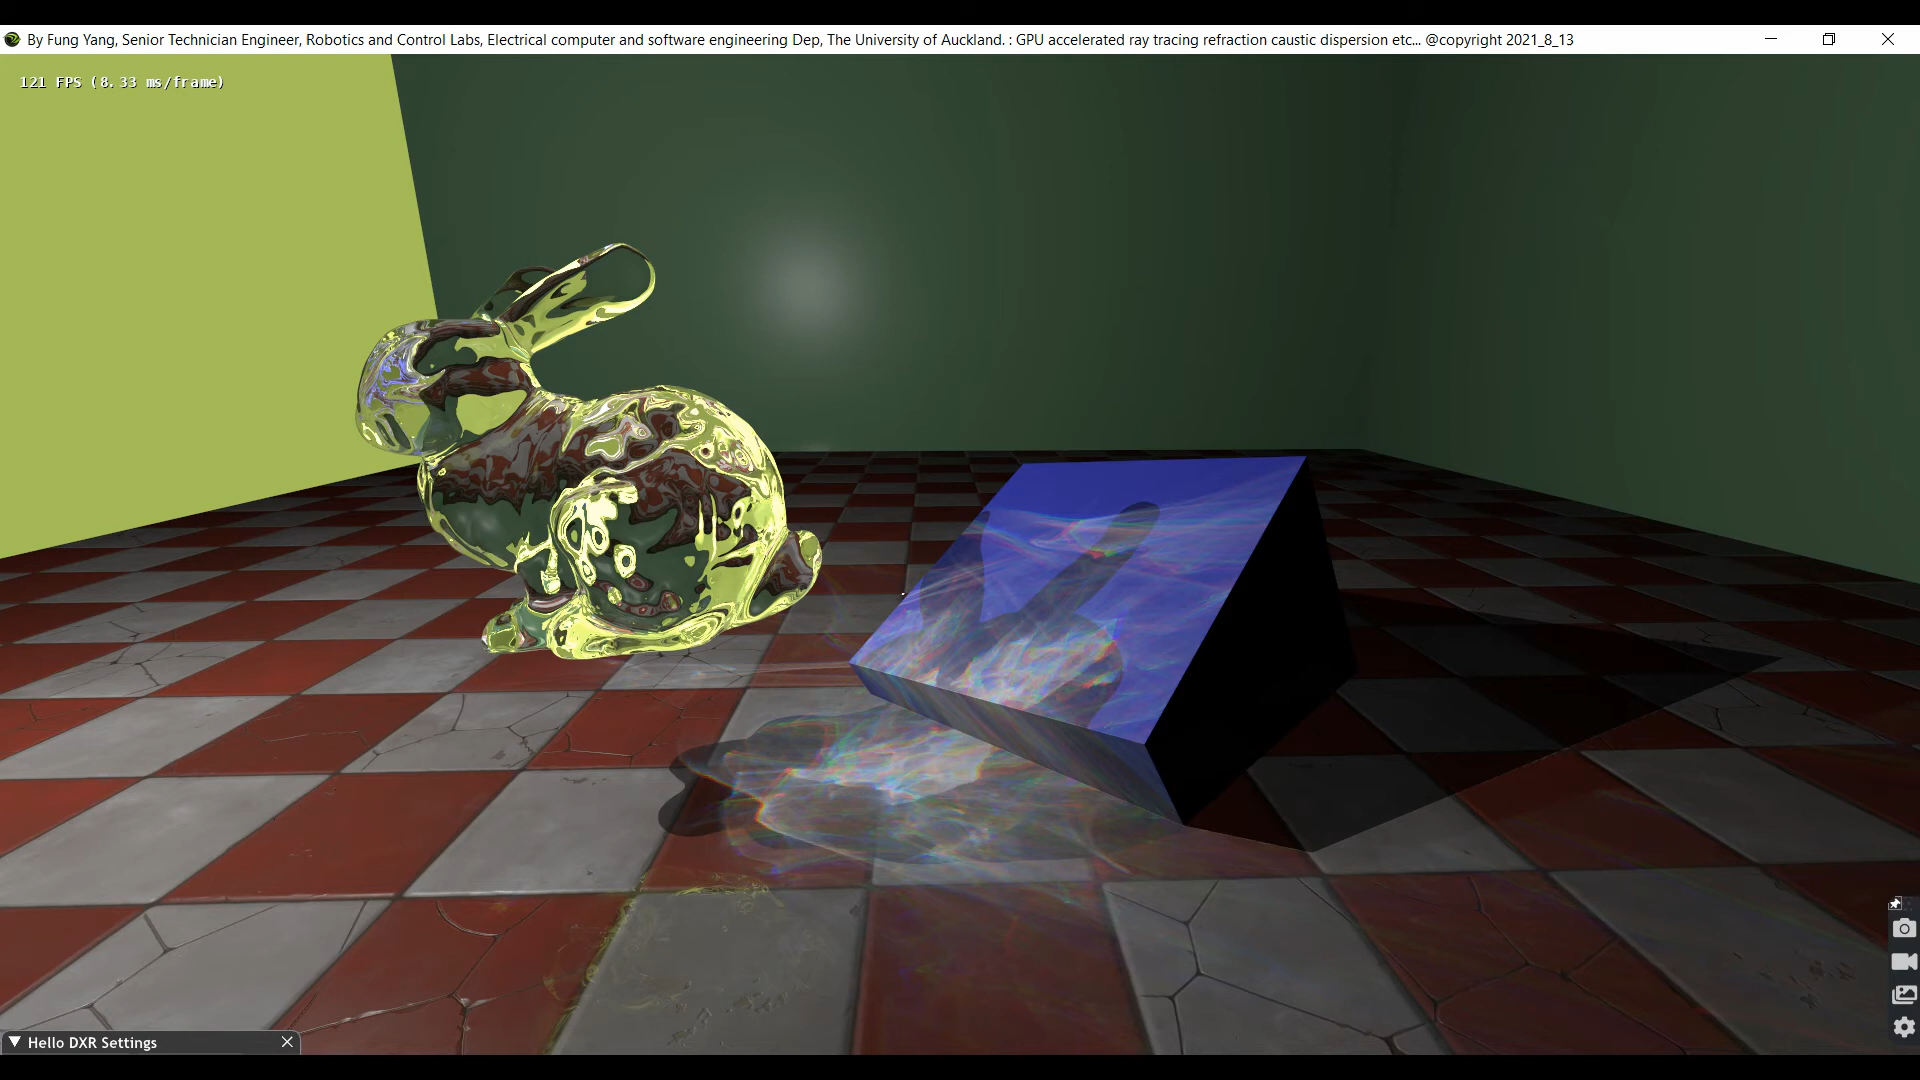 By Fung Yang, Senior Technician Engineer, Robotics and Control Labs, Electrical computer and software engineering Dep, The University of Auckland. : GPU accelerated ray tracing refraction caustic dispersion etc... @copyright 2021_8_13
121 FPS (8.33 ms/frame)
Hello DXR Settings